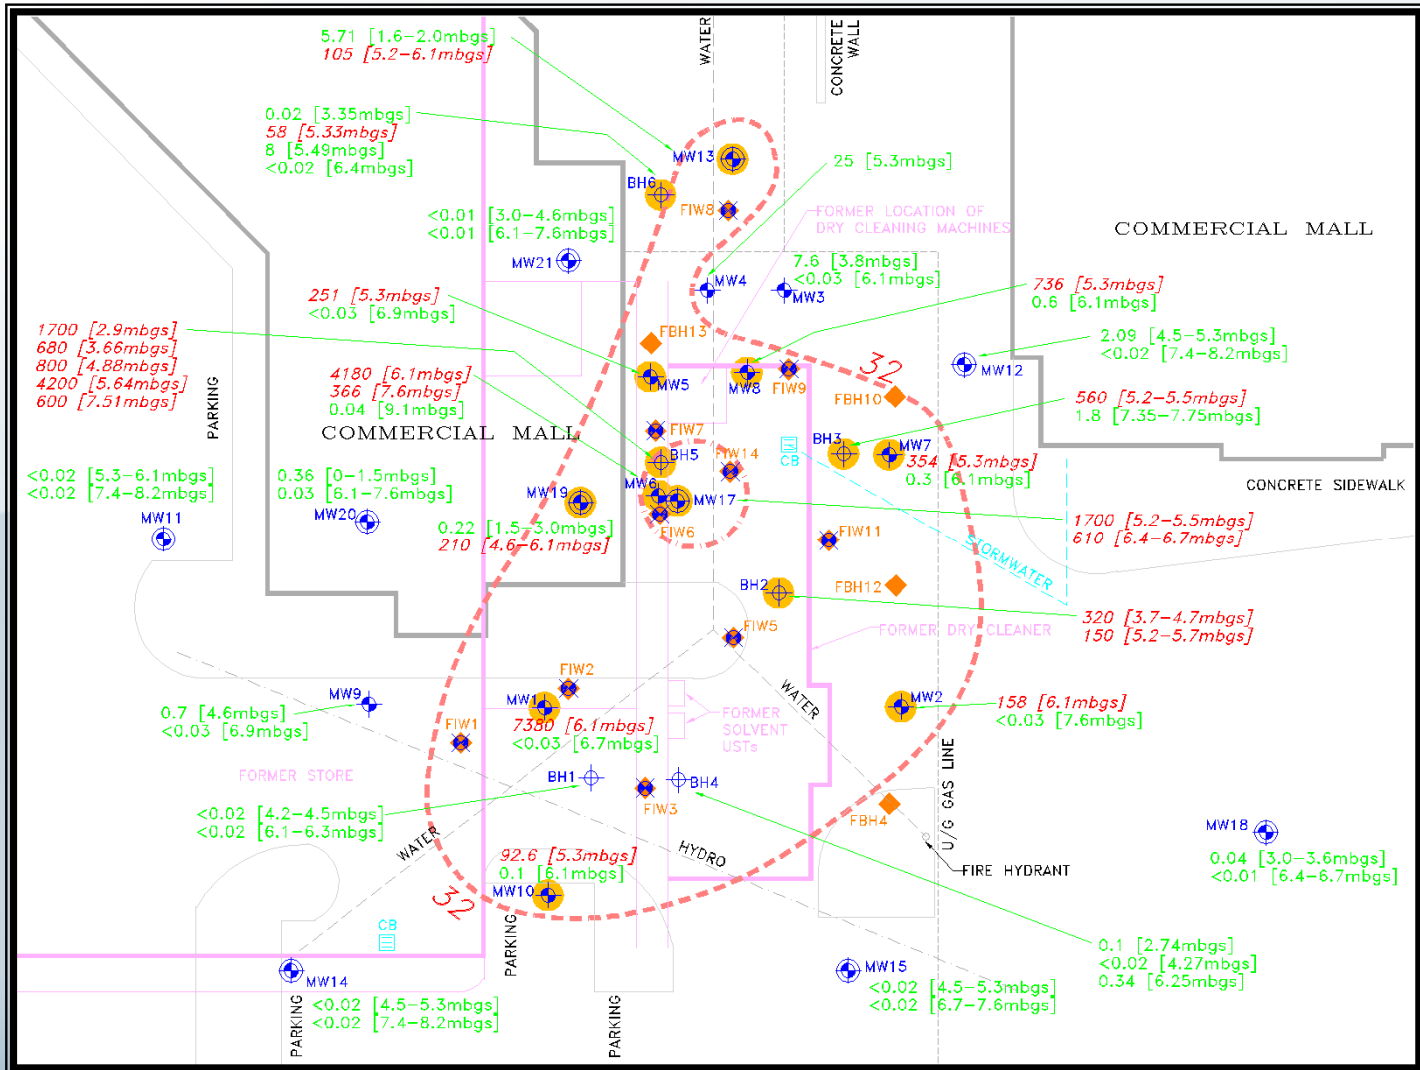 5.71 [1.6-2.0mbgs]
105 [5.2-6.1mbgs]
WATER
CONCRETE
WALL
0.02 [3.35mbgs]
58 [5.33mbgs]
8 [5.49mbgs]
<0.02 [6.4mbgs]
MW13
25 [5.3mbgs]
BH6
FIW8
<0.01 [3.0-4.6mbgs]
<0.01 [6.1-7.6mbgs]
FORMER LOCATION OF
DRY CLEANING MACHINES
COMMERCIAL MALL
MW21
7.6 [3.8mbgs]
<0.03 [6.1mbgs]
MW4
MW3
736 [5.3mbgs]
0.6 [6.1mbgs]
251 [5.3mbgs]
<0.03 [6.9mbgs]
1700 [2.9mbgs]
680 [3.66mbgs]
800 [4.88mbgs]
4200 [5.64mbgs]
600 [7.51mbgs]
FBH13
2.09 [4.5-5.3mbgs]
<0.02 [7.4-8.2mbgs]
MW12
32
4180 [6.1mbgs]
366 [7.6mbgs]
0.04 [9.1mbgs]
MW5
MW8
FIW9
FBH10
560 [5.2-5.5mbgs]
1.8 [7.35-7.75mbgs]
PARKING
COMMERCIAL MALL
FIW7
BH5
FIW14
CB
BH3
MW7
354 [5.3mbgs]
0.3 [6.1mbgs]
<0.02 [5.3-6.1mbgs]
<0.02 [7.4-8.2mbgs]
MW11
0.36 [0-1.5mbgs]
0.03 [6.1-7.6mbgs]
MW20
MW19
MW6
MW17
FIW6
CONCRETE SIDEWALK
0.22 [1.5-3.0mbgs]
210 [4.6-6.1mbgs]
1700 [5.2-5.5mbgs]
610 [6.4-6.7mbgs]
FIW11
STORMWATER
BH2
FBH12
320 [3.7-4.7mbgs]
150 [5.2-5.7mbgs]
FIW5
FORMER DRY CLEANER
FIW2
WATER
MW9
MW1
MW2
0.7 [4.6mbgs]
<0.03 [6.9mbgs]
158 [6.1mbgs]
<0.03 [7.6mbgs]
FIW1
7380 [6.1mbgs]
<0.03 [6.7mbgs]
FORMER
SOLVENT
USTs
U/G GAS LINE
FORMER STORE
BH1
BH4
FIW3
FBH4
<0.02 [4.2-4.5mbgs]
<0.02 [6.1-6.3mbgs]
WATER
HYDRO
MW18
0.04 [3.0-3.6mbgs]
<0.01 [6.4-6.7mbgs]
FIRE HYDRANT
92.6 [5.3mbgs]
0.1 [6.1mbgs]
MW10
32
CB
PARKING
0.1 [2.74mbgs]
<0.02 [4.27mbgs]
0.34 [6.25mbgs]
MW14
MW15
<0.02 [4.5-5.3mbgs]
<0.02 [6.7-7.6mbgs]
<0.02 [4.5-5.3mbgs]
<0.02 [7.4-8.2mbgs]
PARKING
PARKING